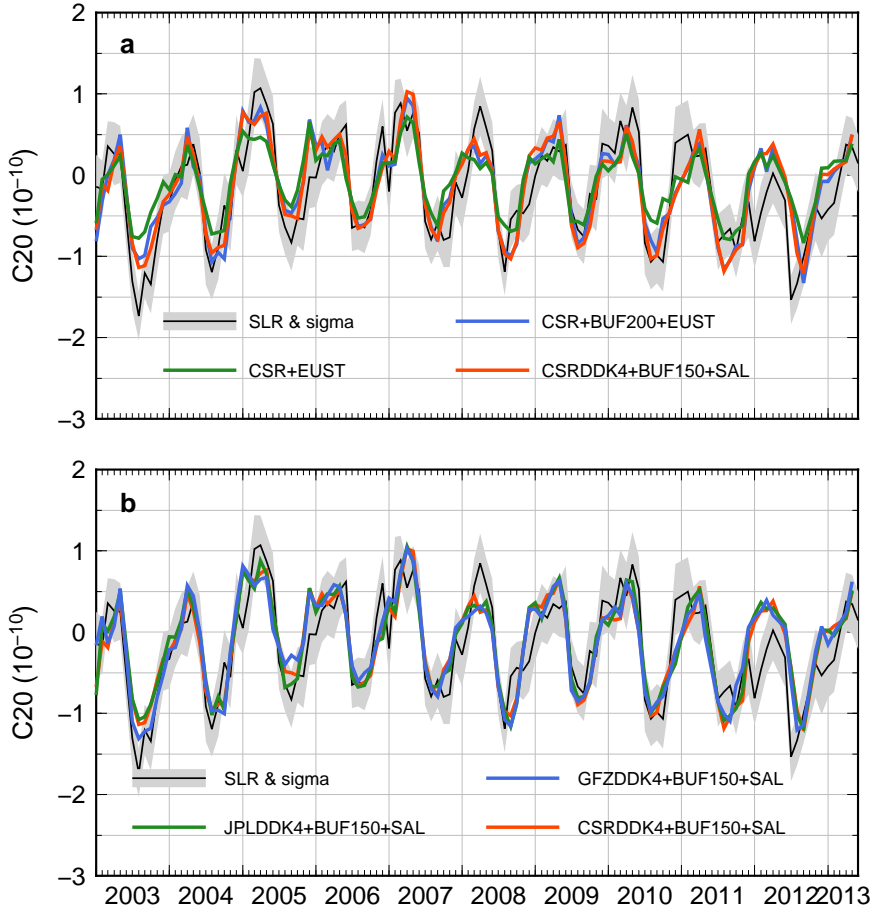 2
a
1
0
−1
−2
−3
C20 (10−10)
SLR & sigma
CSR+BUF200+EUST
CSR+EUST
CSRDDK4+BUF150+SAL
2
b
1
0
−1
−2
−3
C20 (10−10)
SLR & sigma
GFZDDK4+BUF150+SAL
JPLDDK4+BUF150+SAL
CSRDDK4+BUF150+SAL
2003 2004 2005 2006 2007 2008 2009 2010 2011 2012 2013